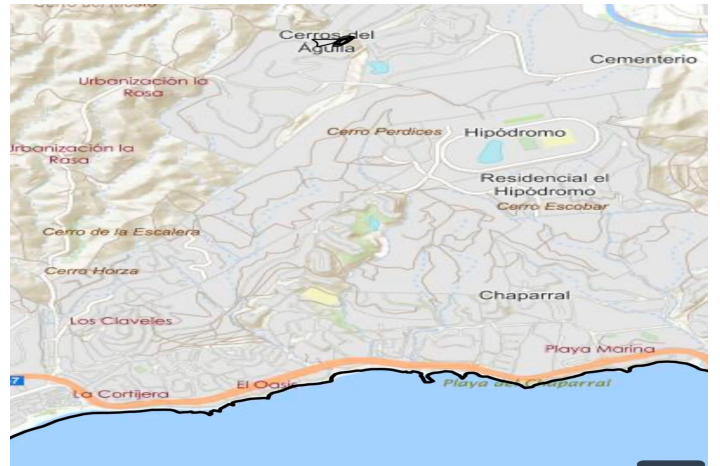 Cerros del
Águila
Cementerio
Urbanización la
Rosa
Cerro Perdices
Hipódromo
Urbanización la
Rosa
Residencial el
Hipódromo
Cerro Escobar
Cerro de la Escalera
Cerro Horza
Chaparral
Los Claveles
Playa Marina
7
La Cortijera
El Oasis
Playa del Chaparral